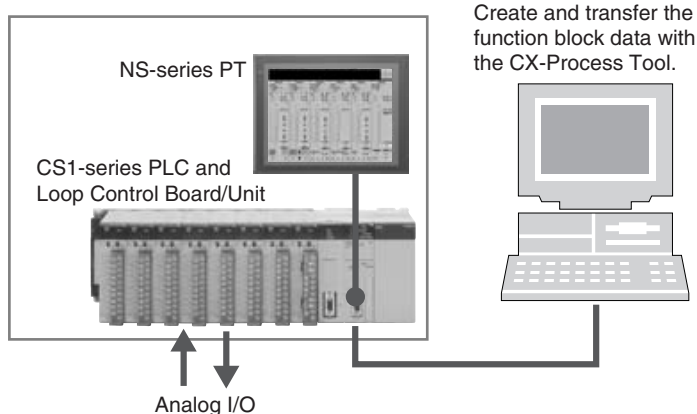 Create and transfer the
function block data with
the CX-Process Tool.
NS-series PT
CS1-series PLC and
Loop Control Board/Unit
Analog I/O